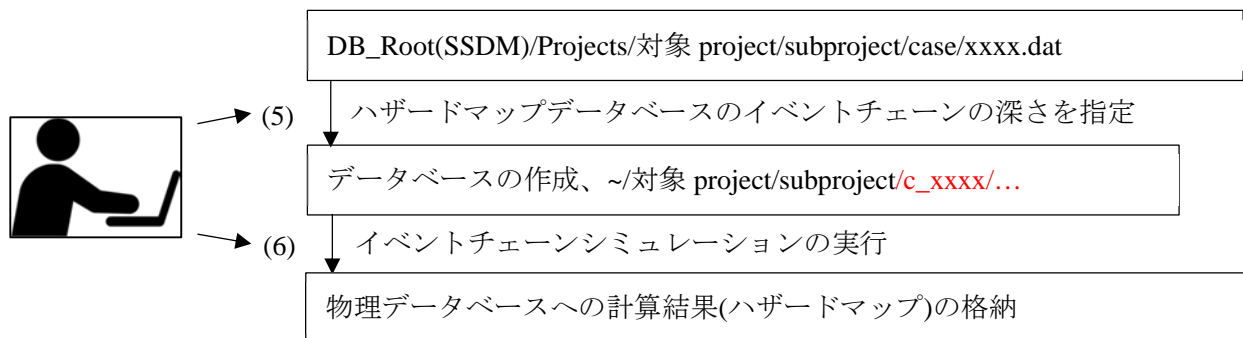 DB_Root(SSDM)/Projects/対象 project/subproject/case/xxxx.dat
(5) ハザードマップデータベースのイベントチェーンの深さを指定
データベースの作成、~/対象 project/subproject/c_xxxx/…
(6) イベントチェーンシミュレーションの実行
物理データベースへの計算結果(ハザードマップ)の格納